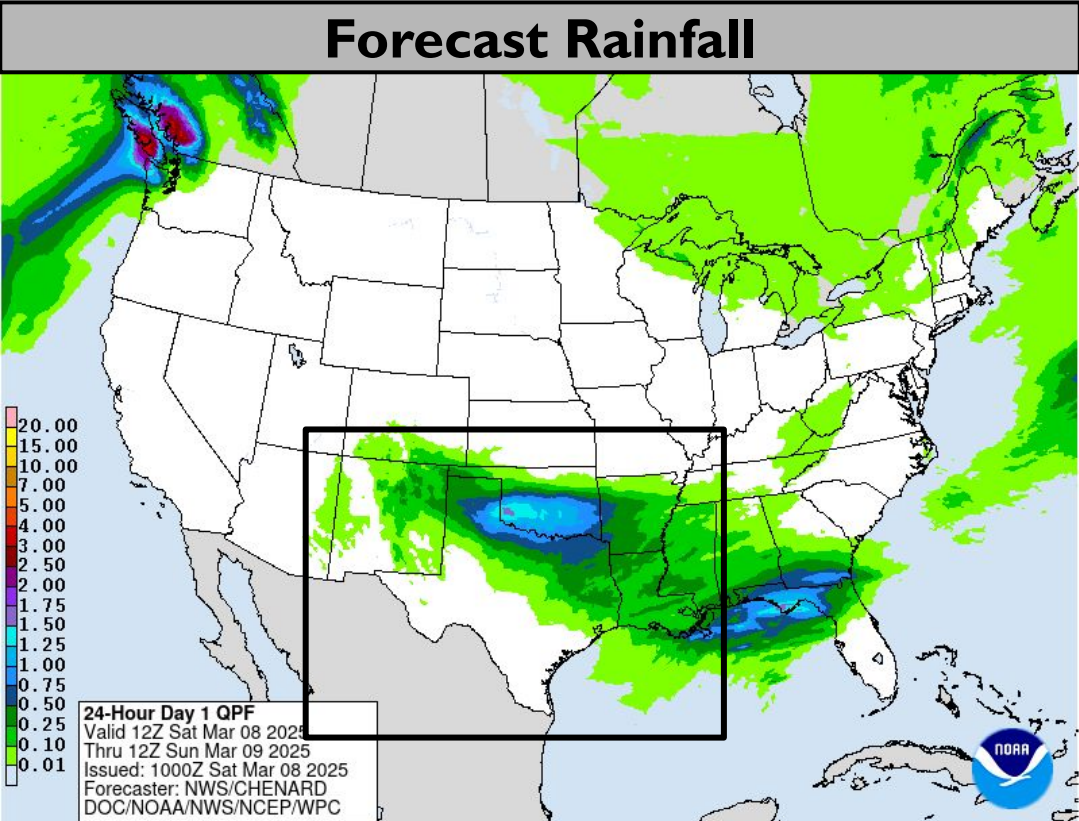 Forecast Rainfall
20.00
15.00
10.00
7.00
5.00
4.00
3.00
2.50
2.00
1.75
1.50
1.25
1.00
0.75
0.50
0.25
0.10
0.01
24-Hour Day 1 QPF
Valid 12Z Sat Mar 08 2025
Thru 12Z Sun Mar 09 2025
Issued: 1000Z Sat Mar 08 2025
Forecaster: NWS/CHENARD
DOC/NOAA/NWS/NCEP/WPC
NOAA